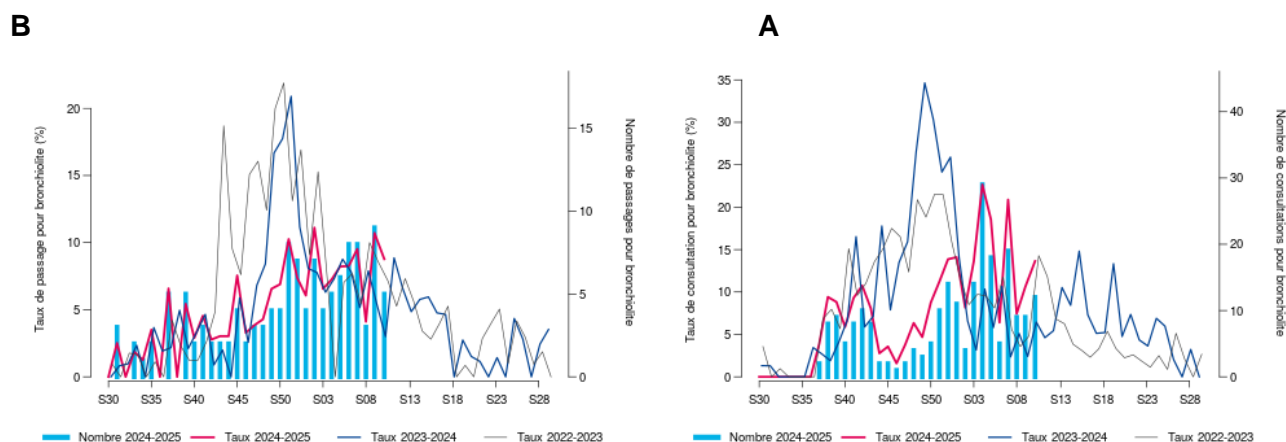 B
Taux de passage pour bronchiolite (%)
20
15
10
5
0
15
10
5
0
Nombre de passages pour bronchiolite
S30 S35 S40 S45 S50 S03 S08 S13 S18 S23 S28
Nombre 2024-2025 Taux 2024-2025 Taux 2023-2024 Taux 2022-2023
A
Taux de consultation pour bronchiolite (%)
35
30
25
20
15
10
5
0
40
30
20
10
0
Nombre de consultations pour bronchiolite
S30 S35 S40 S45 S50 S03 S08 S13 S18 S23 S28
Nombre 2024-2025 Taux 2024-2025 Taux 2023-2024 Taux 2022-2023